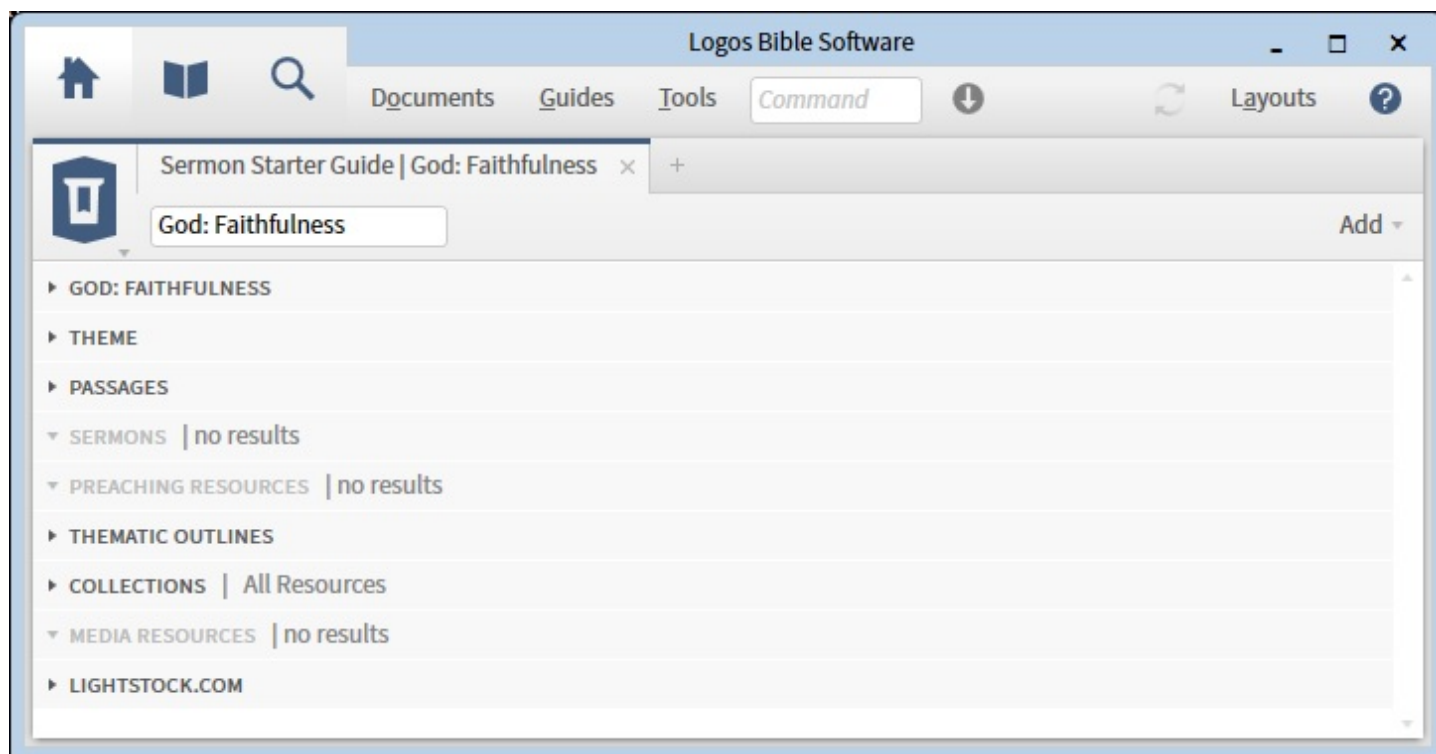 Logos Bible Software
Documents Guides Tools Command Layouts ?
Sermon Starter Guide | God: Faithfulness × +
God: Faithfulness Add
GOD: FAITHFULNESS
THEME
PASSAGES
SERMONS | no results
PREACHING RESOURCES | no results
THEMATIC OUTLINES
COLLECTIONS | All Resources
MEDIA RESOURCES | no results
LIGHTSTOCK.COM